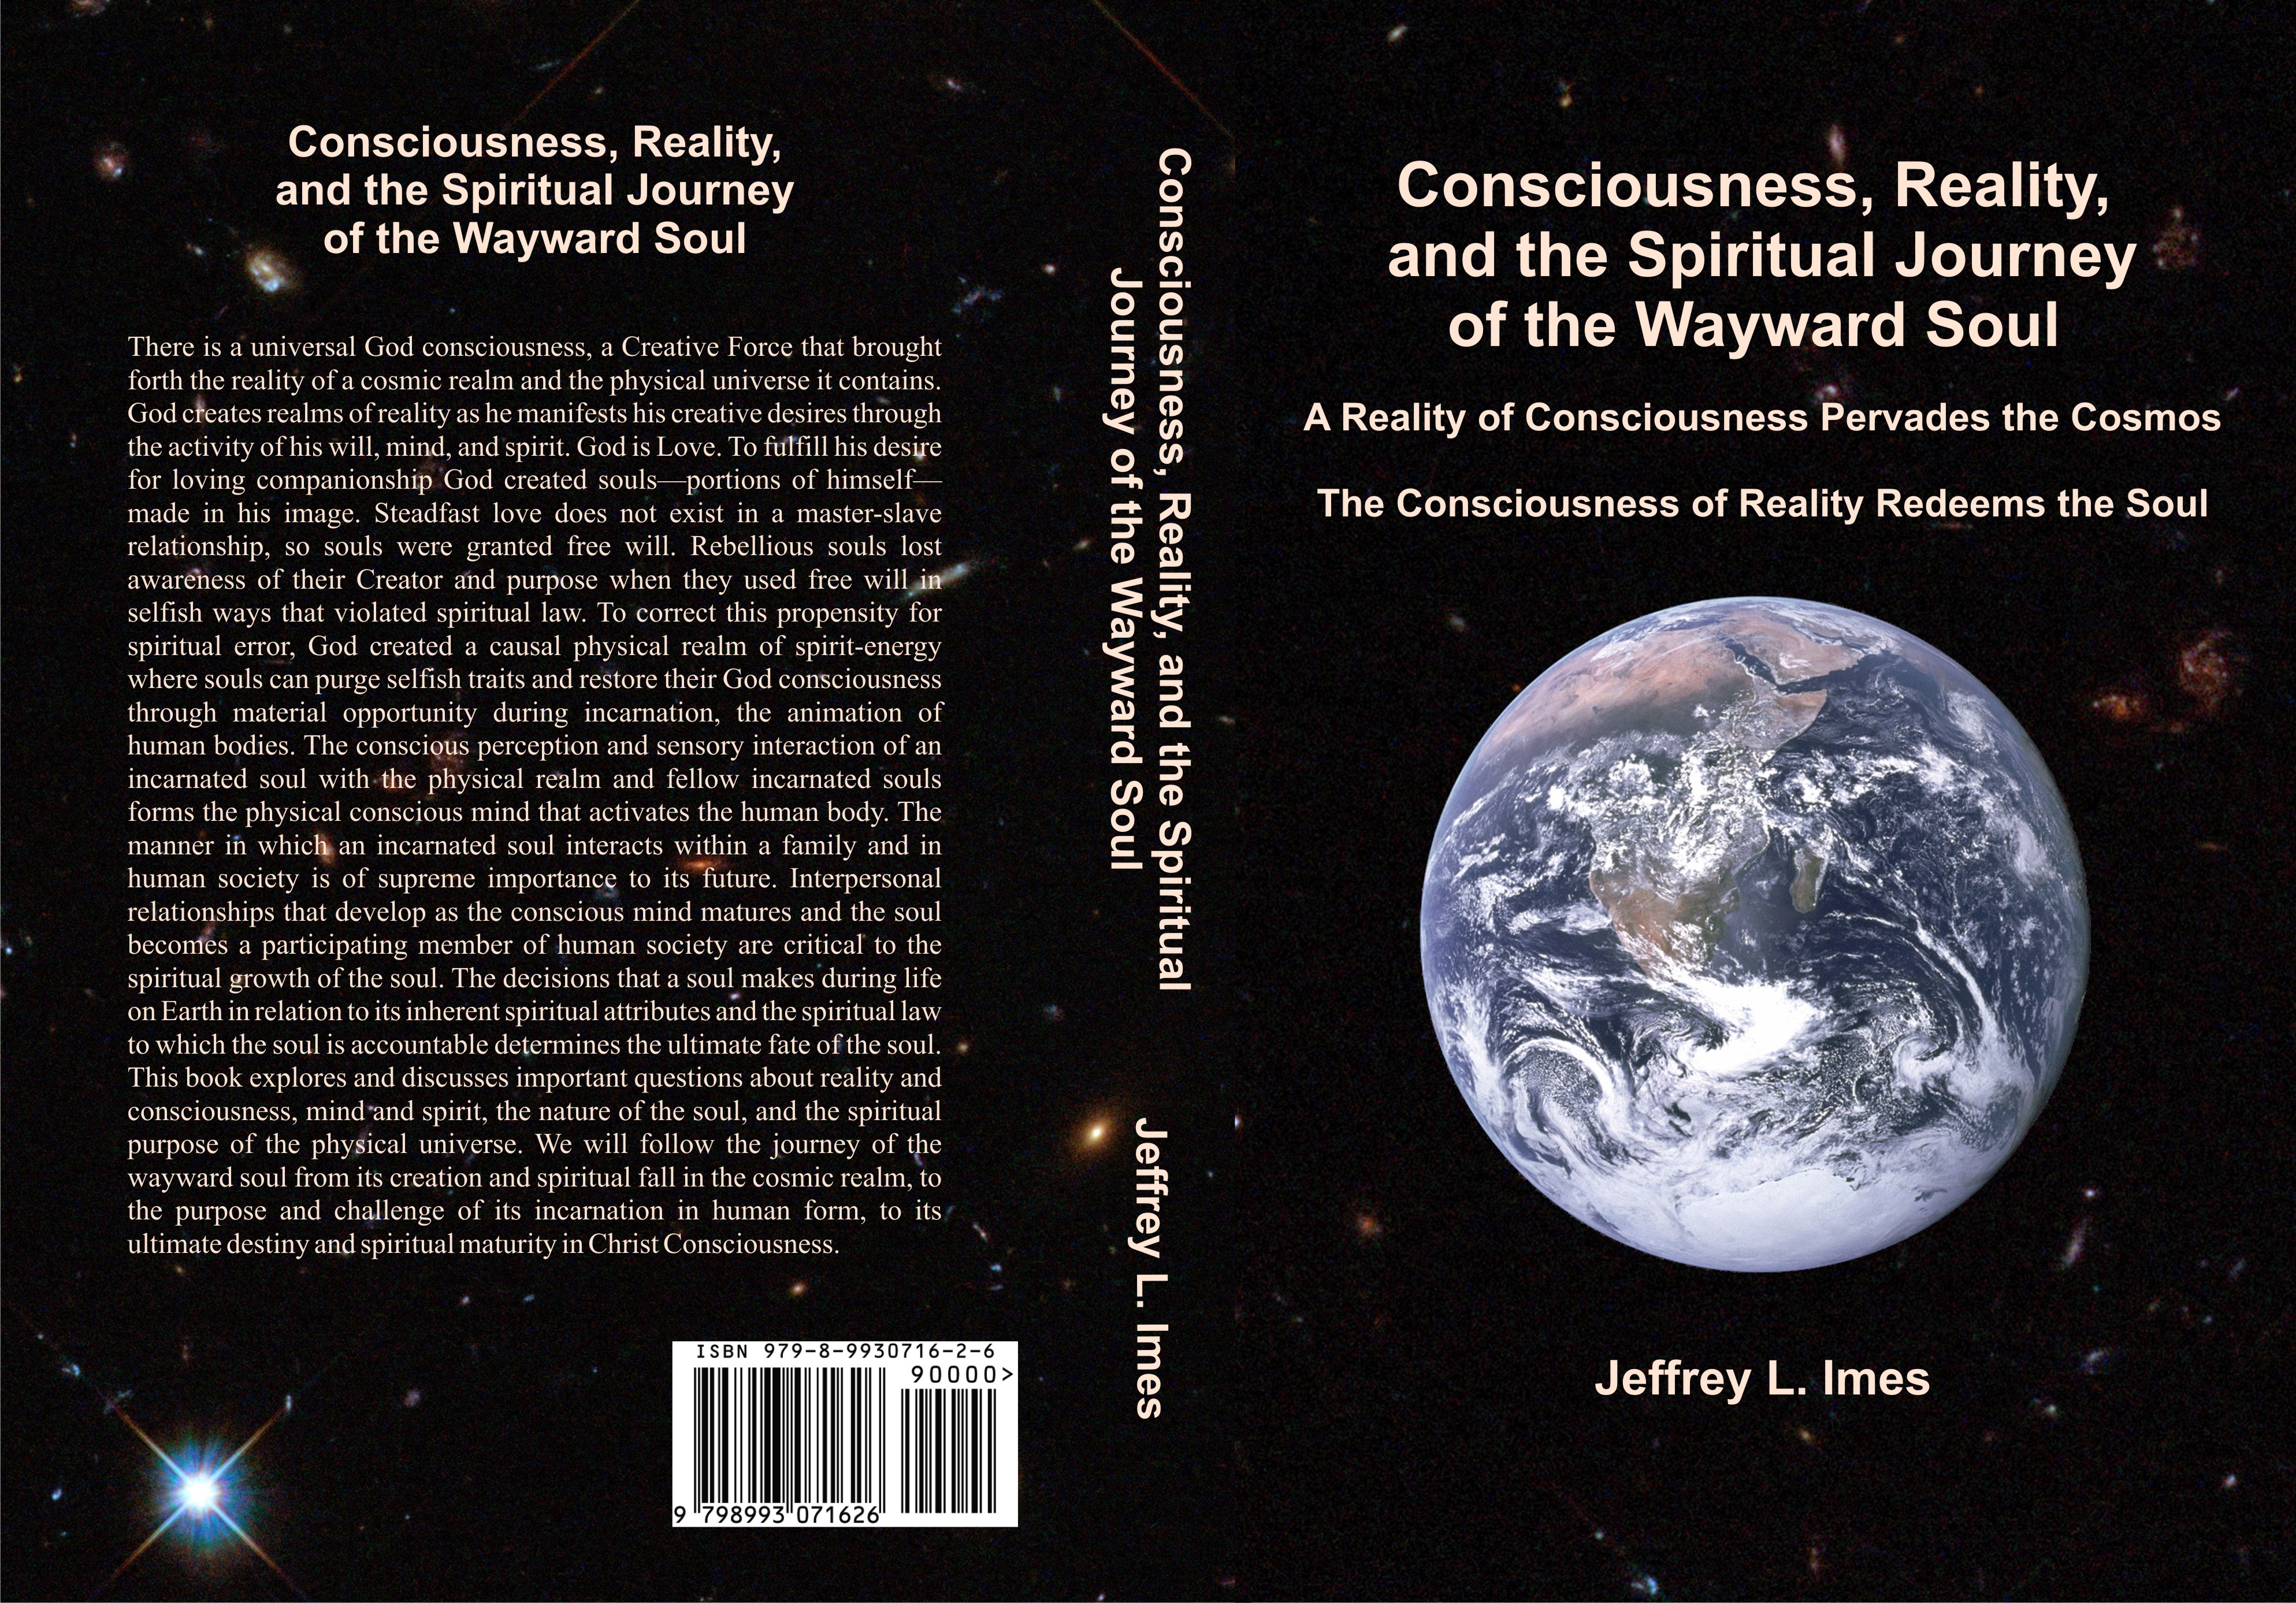 Consciousness, Reality,
and the Spiritual Journey
of the Wayward Soul
There is a universal God consciousness, a Creative Force that brought
forth the reality of a cosmic realm and the physical universe it contains.
God creates realms of reality as he manifests his creative desires through
the activity of his will, mind, and spirit. God is Love. To fulfill his desire
for loving companionship God created souls—portions of himself—
made in his image. Steadfast love does not exist in a master-slave
relationship, so souls were granted free will. Rebellious souls lost
awareness of their Creator and purpose when they used free will in
selfish ways that violated spiritual law. To correct this propensity for
spiritual error, God created a causal physical realm of spirit-energy
where souls can purge selfish traits and restore their God consciousness
through material opportunity during incarnation, the animation of
human bodies. The conscious perception and sensory interaction of an
incarnated soul with the physical realm and fellow incarnated souls
forms the physical conscious mind that activates the human body. The
manner in which an incarnated soul interacts within a family and in
human society is of supreme importance to its future. Interpersonal
relationships that develop as the conscious mind matures and the soul
becomes a participating member of human society are critical to the
spiritual growth of the soul. The decisions that a soul makes during life
on Earth in relation to its inherent spiritual attributes and the spiritual law
to which the soul is accountable determines the ultimate fate of the soul.
This book explores and discusses important questions about reality and
consciousness, mind and spirit, the nature of the soul, and the spiritual
purpose of the physical universe. We will follow the journey of the
wayward soul from its creation and spiritual fall in the cosmic realm, to
the purpose and challenge of its incarnation in human form, to its
ultimate destiny and spiritual maturity in Christ Consciousness.
ISBN 979-8-9930716-2-6
90000>
9 798993 071626
Consciousness, Reality, and the Spiritual
Journey of the Wayward Soul
Jeffrey L. Imes
Consciousness, Reality,
and the Spiritual Journey
of the Wayward Soul
A Reality of Consciousness Pervades the Cosmos
The Consciousness of Reality Redeems the Soul
Jeffrey L. Imes